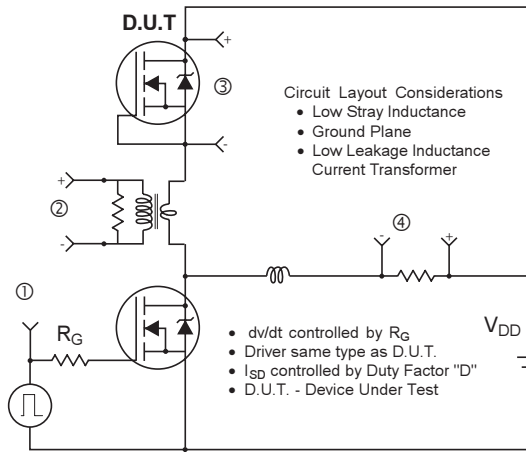 D.U.T
+
③
-
Circuit Layout Considerations
• Low Stray Inductance
• Ground Plane
• Low Leakage Inductance
Current Transformer
+
②
-
④
- +
①
RG
VDD
• dv/dt controlled by RG
• Driver same type as D.U.T.
• ISD controlled by Duty Factor "D"
• D.U.T. - Device Under Test